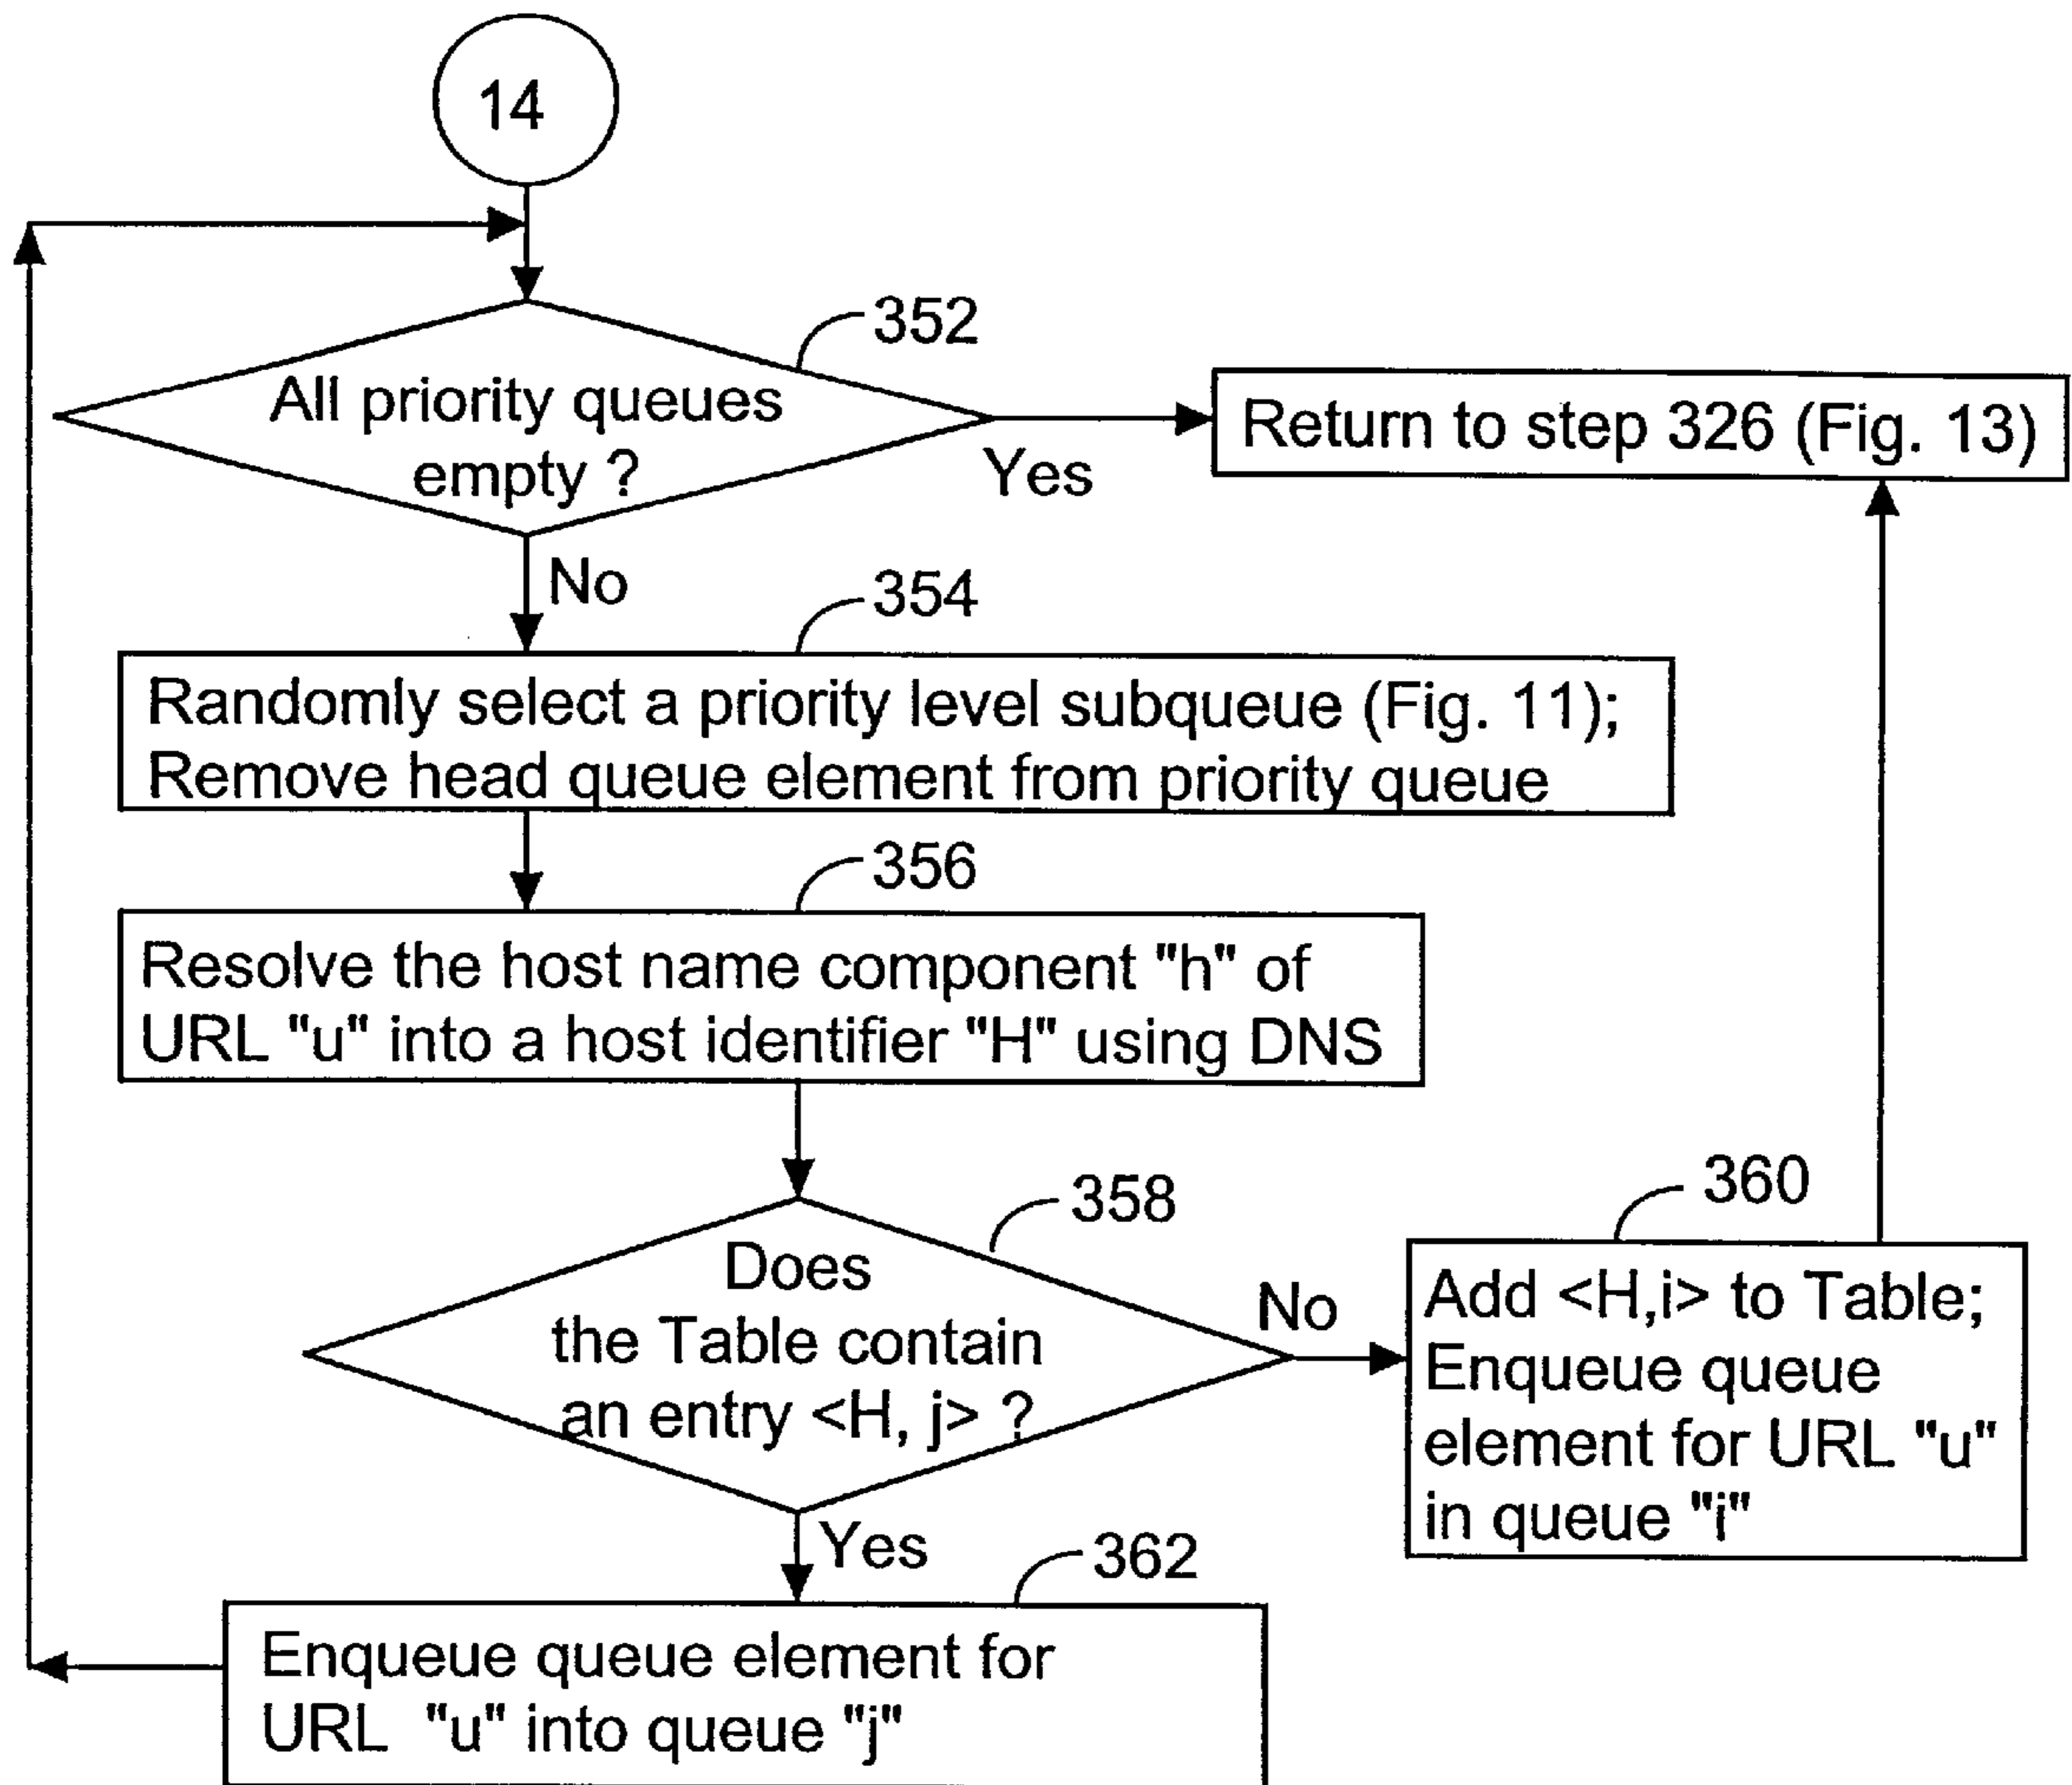 14
352
All priority queues
empty ?
Yes
Return to step 326 (Fig. 13)
No
354
Randomly select a priority level subqueue (Fig. 11);
Remove head queue element from priority queue
356
Resolve the host name component "h" of
URL "u" into a host identifier "H" using DNS
358
Does
the Table contain
an entry <H, j> ?
No
360
Add <H,i> to Table;
Enqueue queue
element for URL "u"
in queue "i"
Yes
362
Enqueue queue element for
URL "u" into queue "j"